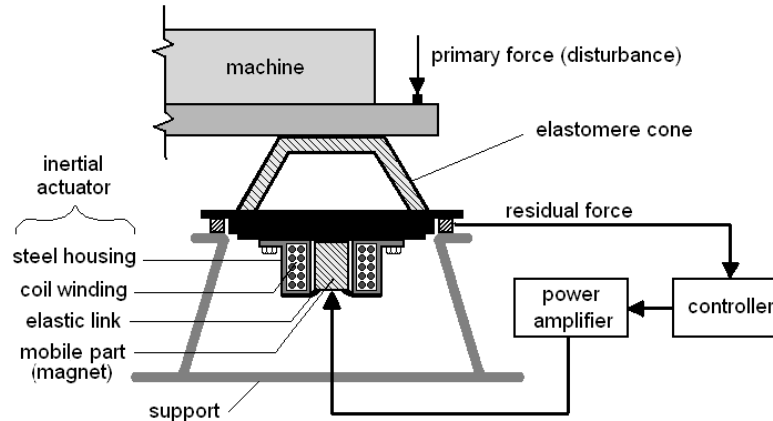 machine
primary force (disturbance)
elastomere cone
inertial
actuator
residual force
steel housing
coil winding
elastic link
mobile part
(magnet)
support
power
amplifier
controller